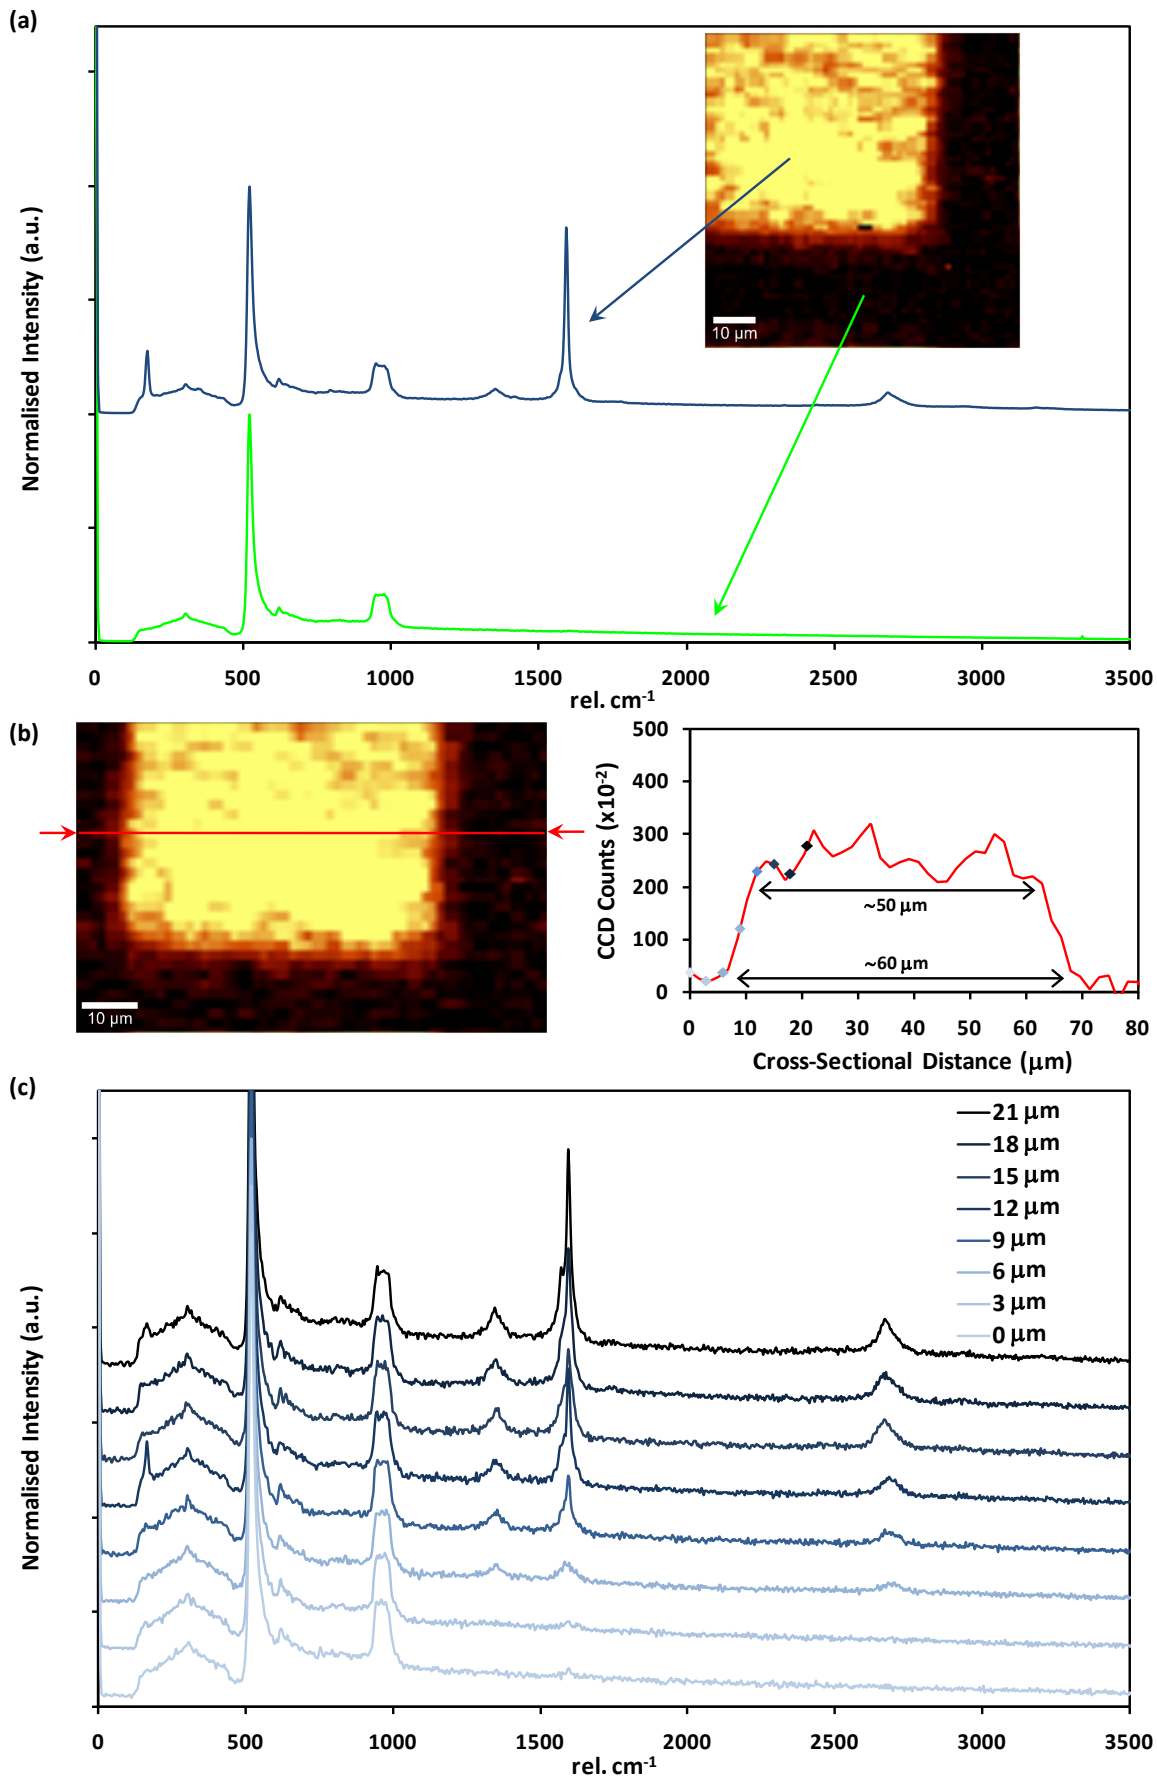 (a)
Normalised Intensity (a.u.)
10 µm
0 500 1000 1500 2000 2500 3000 3500
rel. cm-1
(b)
10 µm
CCD Counts (x10-2)
500
400
300
200
100
0
~50 µm
~60 µm
0 10 20 30 40 50 60 70 80
Cross-Sectional Distance (µm)
(c)
Normalised Intensity (a.u.)
21 µm
18 µm
15 µm
12 µm
9 µm
6 µm
3 µm
0 µm
0 500 1000 1500 2000 2500 3000 3500
rel. cm-1